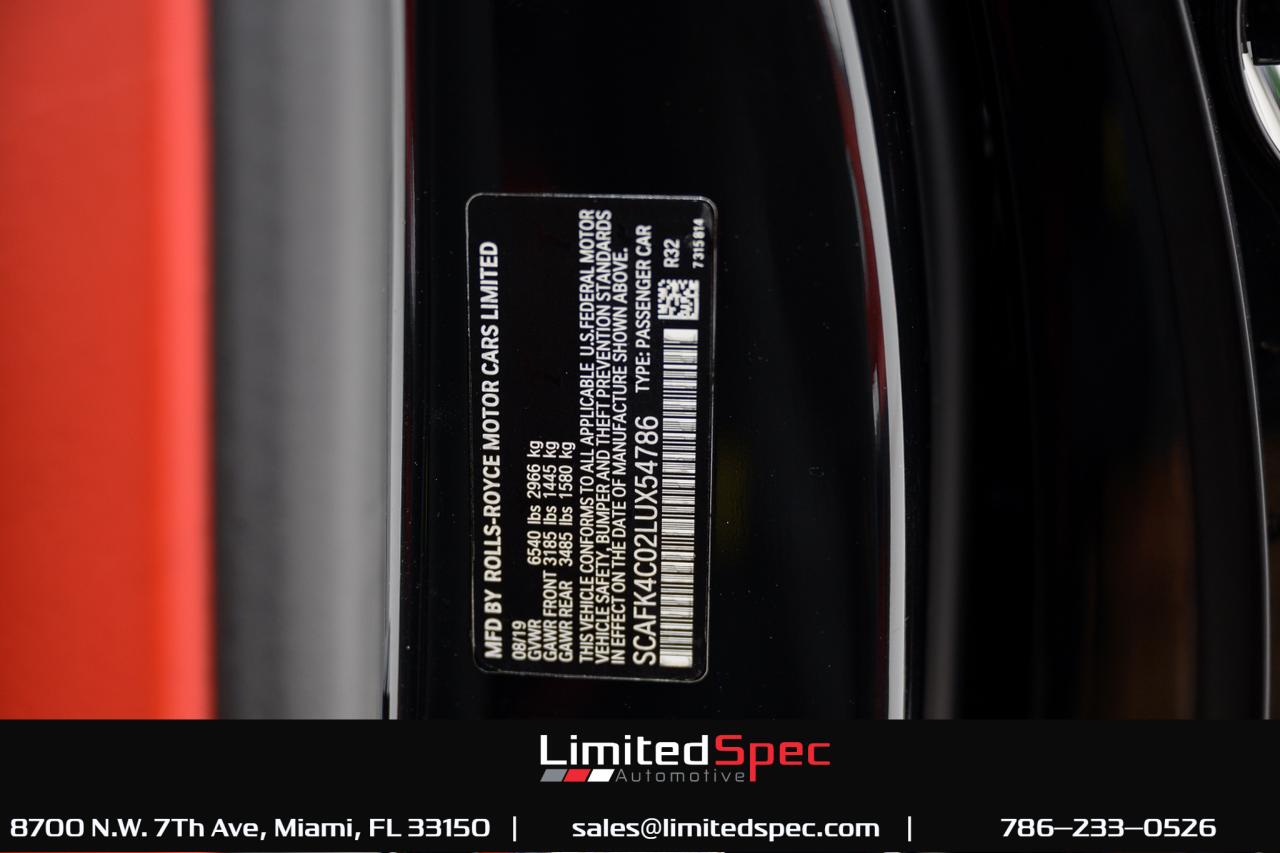 MFD BY ROLLS-ROYCE MOTOR CARS LIMITED
08/19
GVWR 6540 lbs 2966 kg
GAWR FRONT 3185 lbs 1445 kg
GAWR REAR 3485 lbs 1580 kg
THIS VEHICLE CONFORMS TO ALL APPLICABLE U.S.FEDERAL MOTOR
VEHICLE SAFETY, BUMPER AND THEFT PREVENTION STANDARDS
IN EFFECT ON THE DATE OF MANUFACTURE SHOWN ABOVE.
SCAFK4C02LUX54786 TYPE: PASSENGER CAR
R32
7315814
LimitedSpec
Automotive
8700 N.W. 7Th Ave, Miami, FL 33150 | sales@limitedspec.com | 786-233-0526